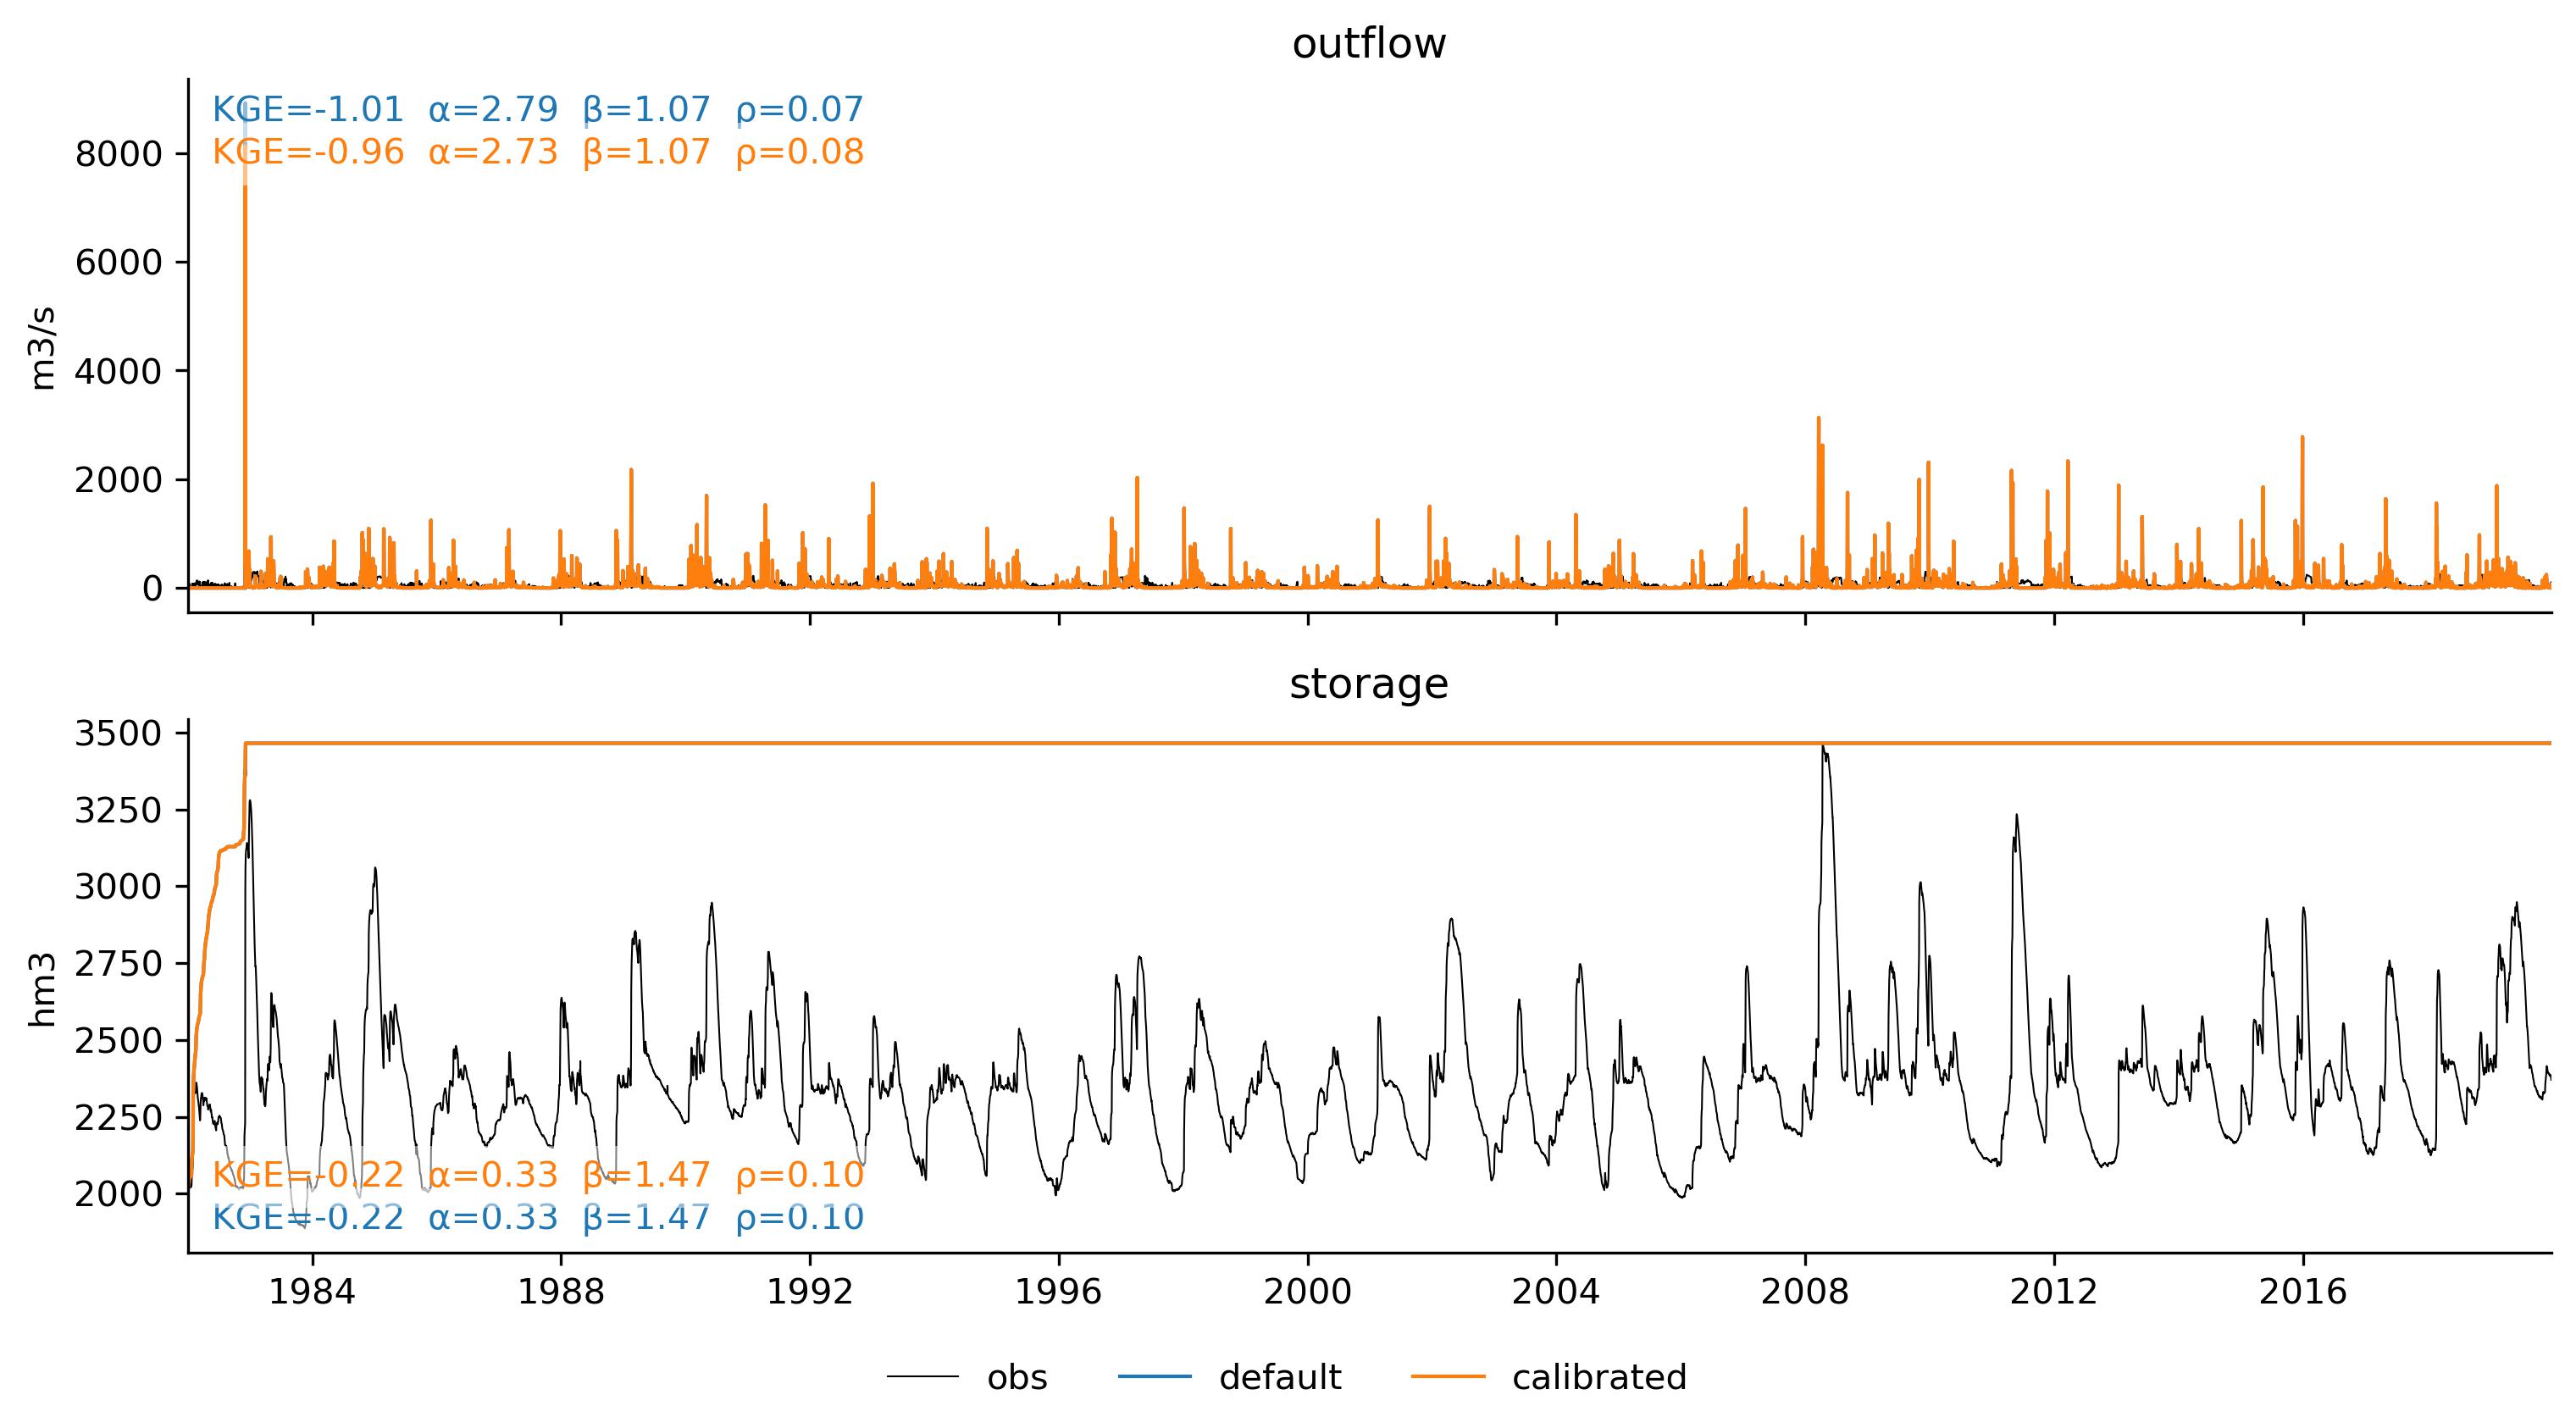 outflow
KGE=-1.01 α=2.79 β=1.07 ρ=0.07
KGE=-0.96 α=2.73 β=1.07 ρ=0.08
8000
6000
4000
2000
0
m3/s
storage
3500
3250
3000
2750
2500
2250
2000
hm3
KGE=-0.22 α=0.33 β=1.47 ρ=0.10
KGE=-0.22 α=0.33 β=1.47 ρ=0.10
1984 1988 1992 1996 2000 2004 2008 2012 2016
obs default calibrated